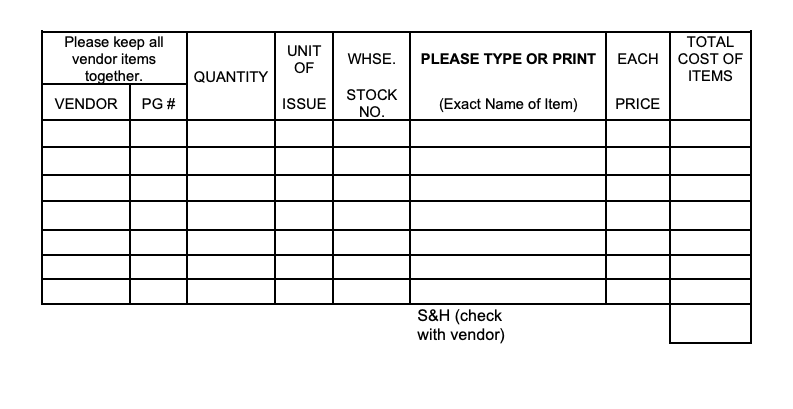 Please keep all
vendor items
together.
VENDOR
PG #
QUANTITY
UNIT
OF
ISSUE
WHSE.
STOCK
NO.
PLEASE TYPE OR PRINT
(Exact Name of Item)
EACH
PRICE
TOTAL
COST OF
ITEMS
S&H (check
with vendor)